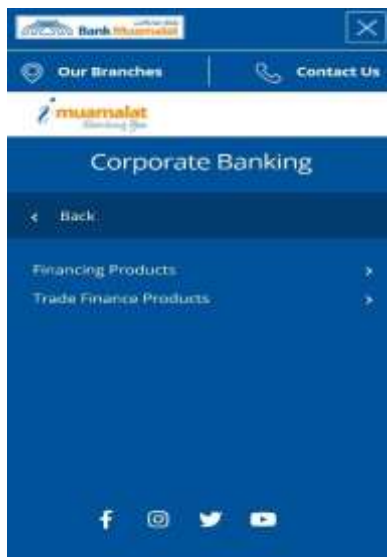 Bank Muamalat
Our Branches
Contact Us
i muamalat
Corporate Banking
Back
Financing Products
Trade Finance Products